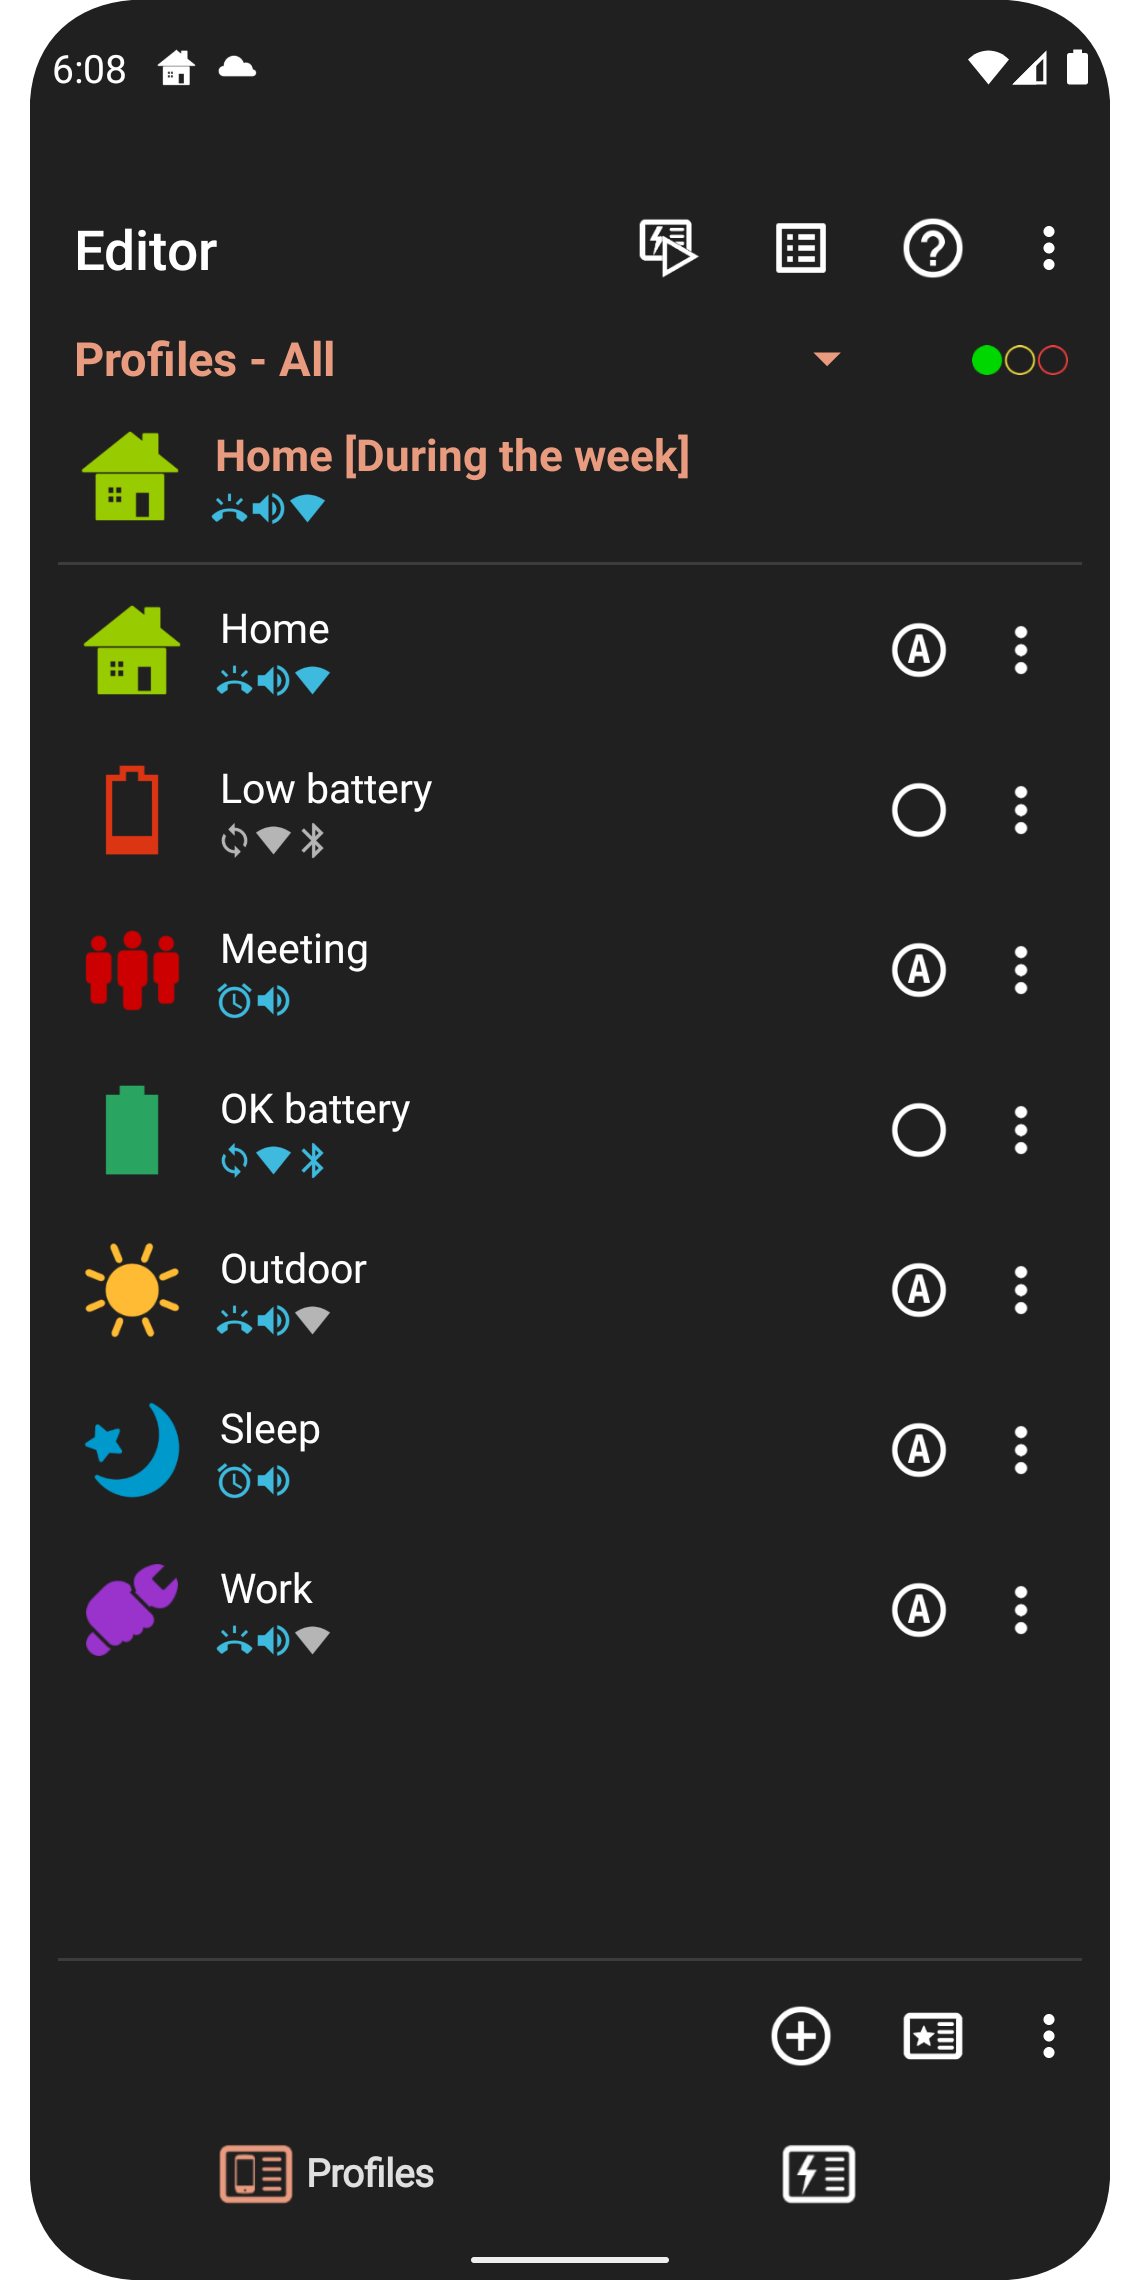 6:08
Editor
Profiles - All
Home [During the week]
Home
A
Low battery
Meeting
A
OK battery
Outdoor
A
Sleep
A
Work
A
Profiles